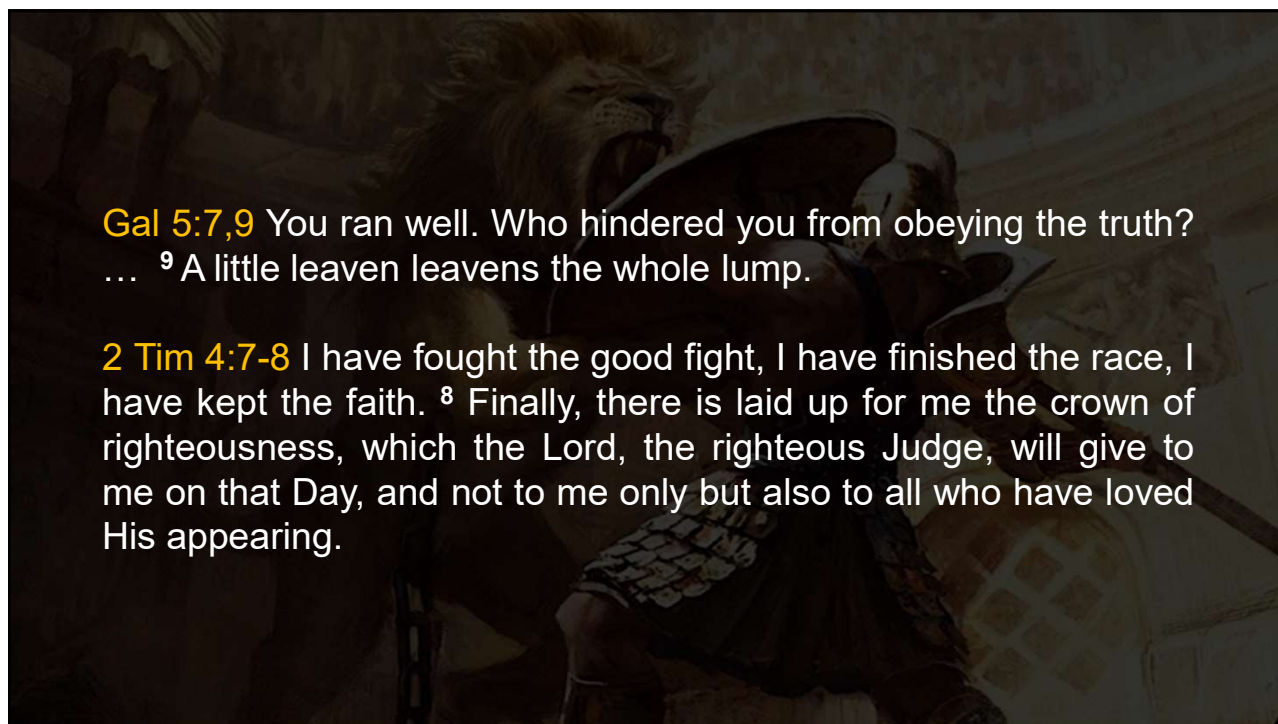 Gal 5:7,9 You ran well. Who hindered you from obeying the truth?
… 9 A little leaven leavens the whole lump.
2 Tim 4:7-8 I have fought the good fight, I have finished the race, I
have kept the faith. 8 Finally, there is laid up for me the crown of
righteousness, which the Lord, the righteous Judge, will give to
me on that Day, and not to me only but also to all who have loved
His appearing.